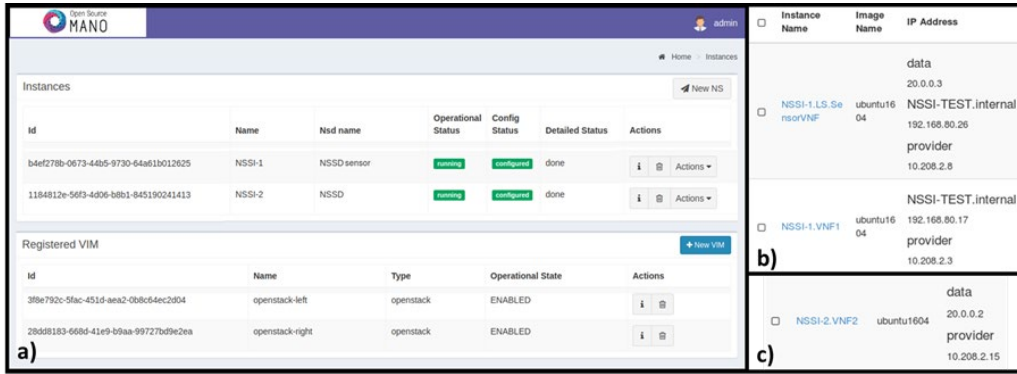 Open Source
MANO
admin
Home > Instances
Instances
New NS
Id Name Nsd name Operational Status Config Status Detailed Status Actions
b4ef278b-0673-44b5-9730-64a61b012625 NSSI-1 NSSD sensor running configured done i Actions
1184812e-56f3-4d06-b8b1-845190241413 NSSI-2 NSSD running configured done i Actions
Registered VIM
+ New VIM
Id Name Type Operational State Actions
3f8e792c-5fac-451d-aea2-0b8c64ec2d04 openstack-left openstack ENABLED i
28dd8183-668d-41e9-b9aa-99727bd9e2ea openstack-right openstack ENABLED i
a)
Instance Name Image Name IP Address
data
20.0.0.3
NSSI-1.LS.Se
nsorVNF
ubuntu16
04
NSSI-TEST.internal
192.168.80.26
provider
10.208.2.8
NSSI-TEST.internal
NSSI-1.VNF1
ubuntu16
04
192.168.80.17
provider
10.208.2.3
b)
data
20.0.0.2
NSSI-2.VNF2 ubuntu1604
provider
10.208.2.15
c)